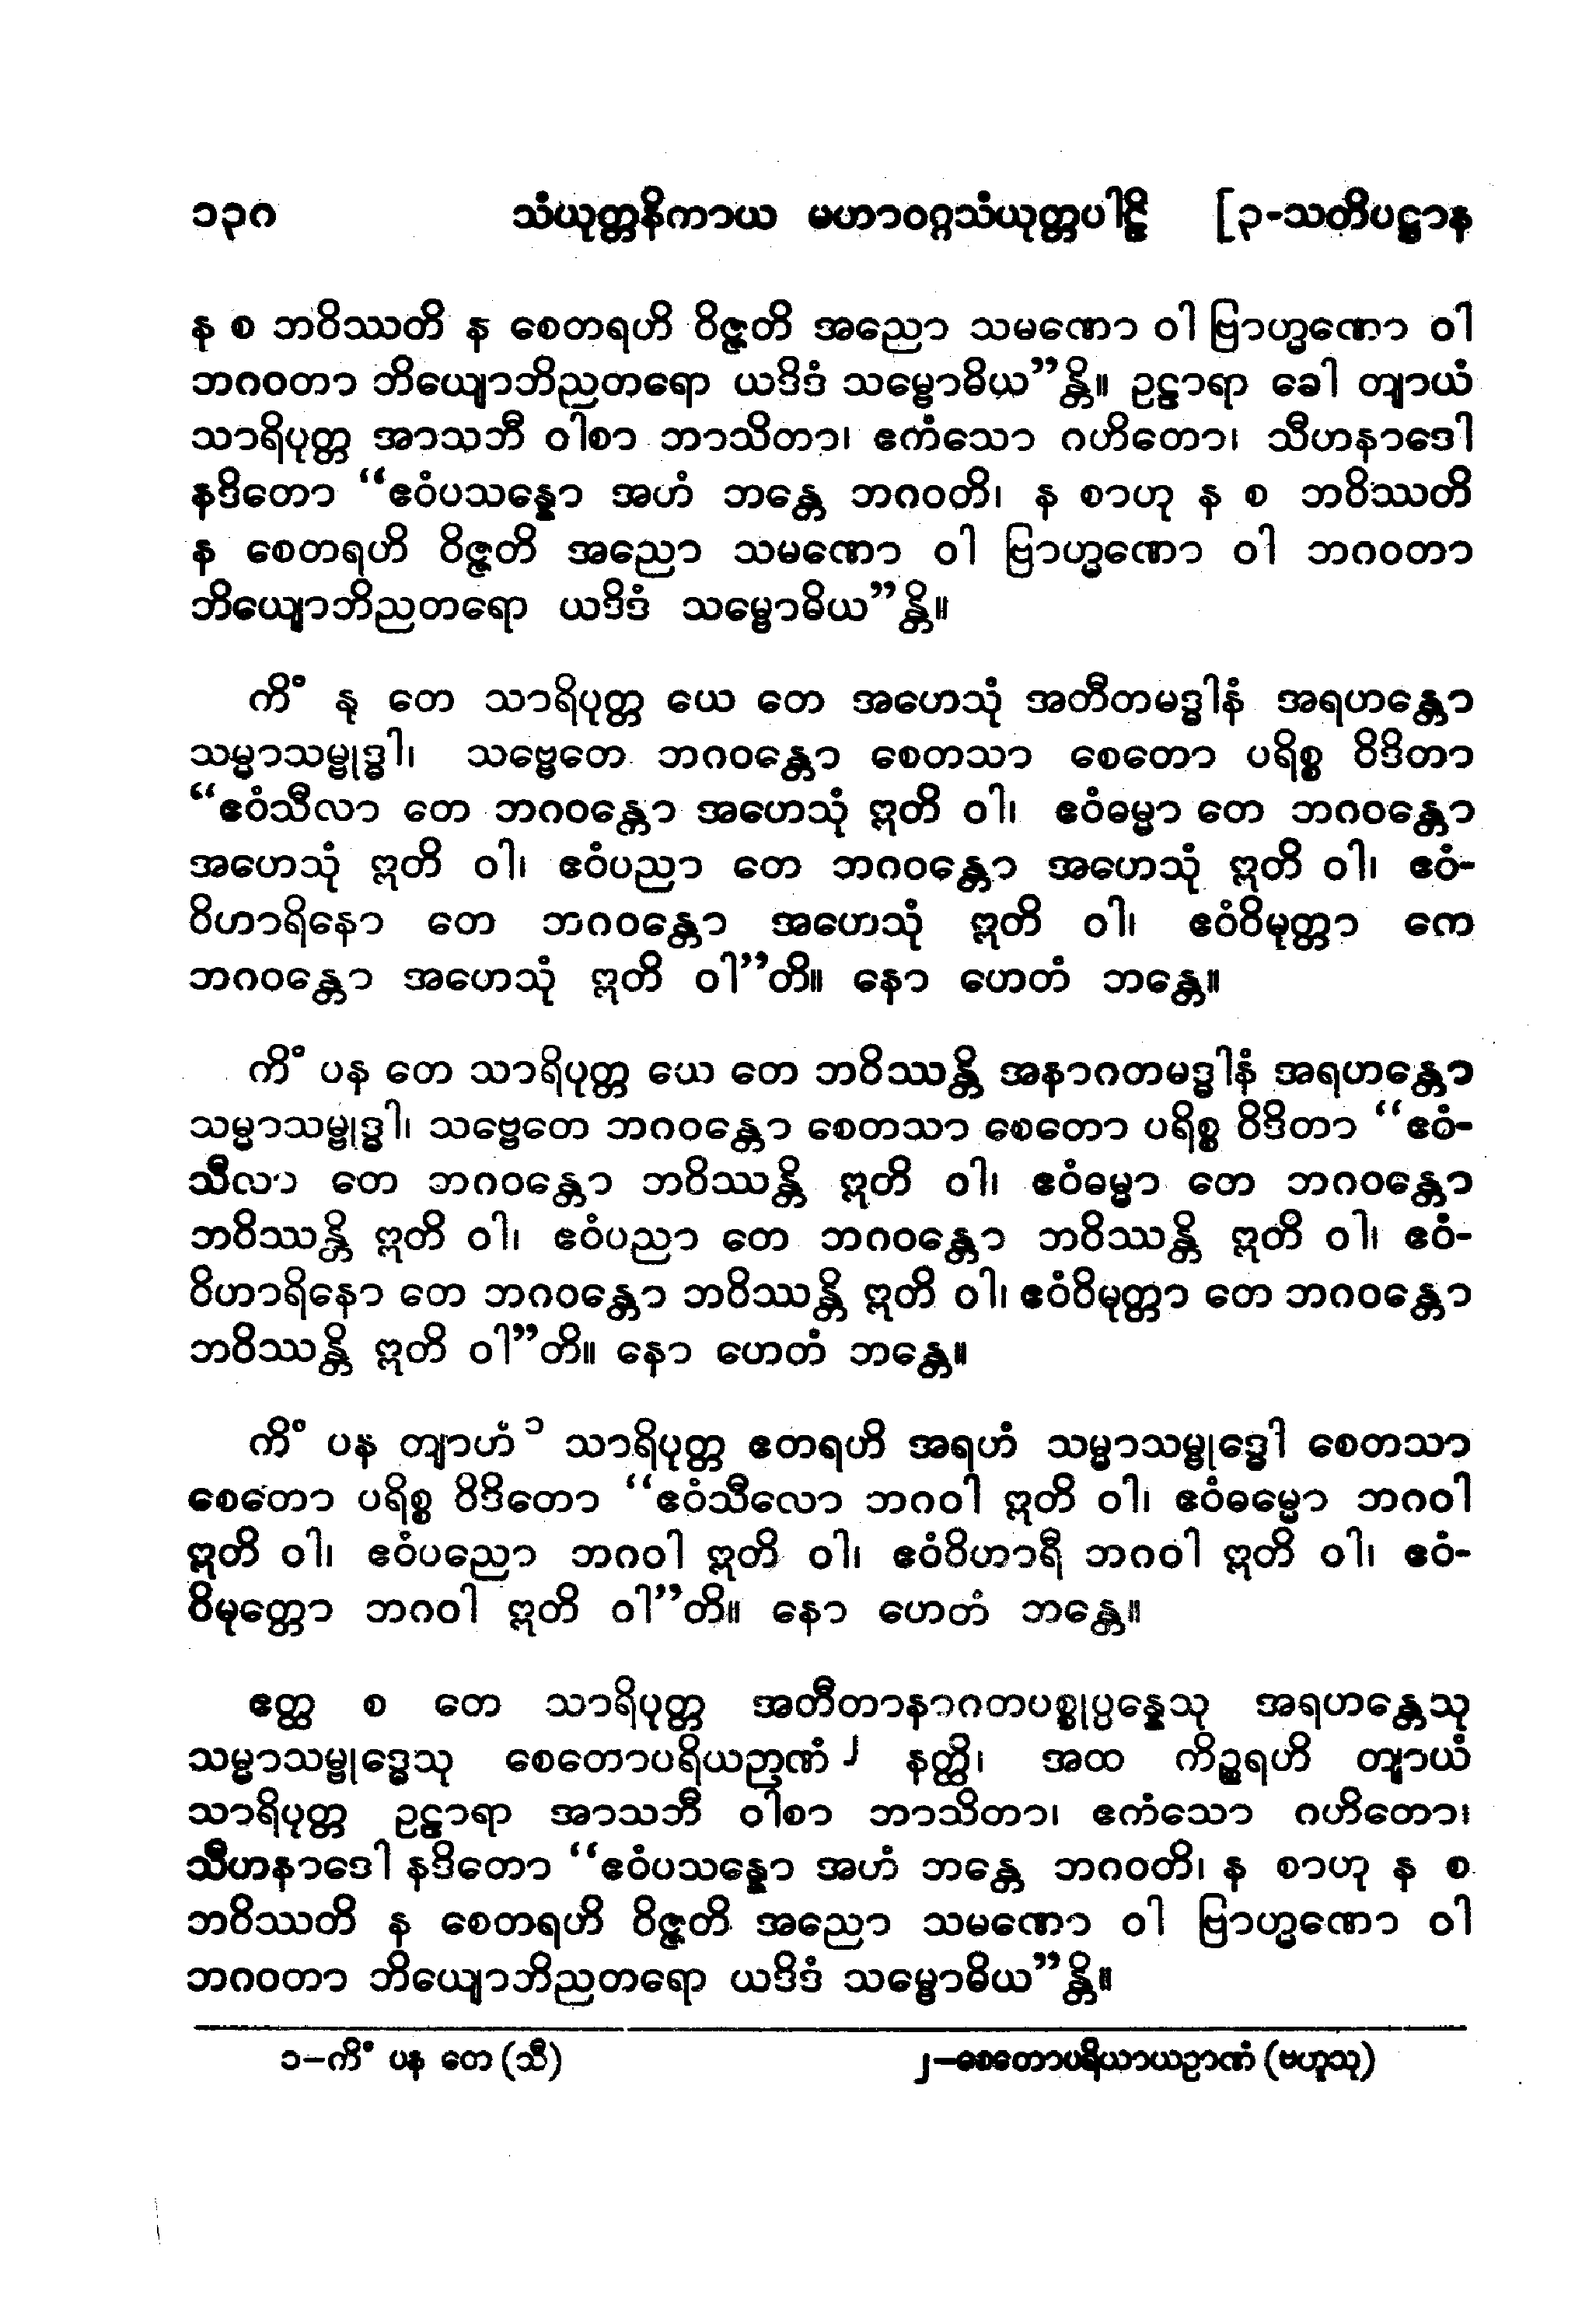 ၁၃၈ သံယုတ္တနိကာယ မဟာဝဂ္ဂသံယုတ္တပါဠိ [၃-သတိပဋ္ဌာန
န စ ဘဝိဿတိ န စေတရဟိ ဝိဇ္ဇတိ အညော သမဏော ဝါ ဗြာဟ္မဏော ဝါ
ဘဂဝတာ ဘိယျောဘိညတရော ယဒိဒံ သမ္ဗောဓိယ”န္တိ။ ဥဠာရာ ခေါ တျာယံ
သာရိပုတ္တ အာသဘီ ဝါစာ ဘာသိတာ၊ ဧကံသော ဂဟိတော၊ သီဟနာဒေါ
နဒိတော “ဧဝံပသန္နော အဟံ ဘန္တေ ဘဂဝတိ၊ န စာဟု န စ ဘဝိဿတိ
န စေတရဟိ ဝိဇ္ဇတိ အညော သမဏော ဝါ ဗြာဟ္မဏော ဝါ ဘဂဝတာ
ဘိယျောဘိညတရော ယဒိဒံ သမ္ဗောဓိယ”န္တိ။
ကိံ နု တေ သာရိပုတ္တ ယေ တေ အဟေသုံ အတီတမဒ္ဓါနံ အရဟန္တော
သမ္မာသမ္ဗုဒ္ဓါ၊ သဗ္ဗေတေ ဘဂဝန္တော စေတသာ စေတော ပရိစ္စ ဝိဒိတာ
“ဧဝံသီလာ တေ ဘဂဝန္တော အဟေသုံ ဣတိ ဝါ၊ ဧဝံဓမ္မာ တေ ဘဂဝန္တော
အဟေသုံ ဣတိ ဝါ၊ ဧဝံပညာ တေ ဘဂဝန္တော အဟေသုံ ဣတိ ဝါ၊ ဧဝံ-
ဝိဟာရိနော တေ ဘဂဝန္တော အဟေသုံ ဣတိ ဝါ၊ ဧဝံဝိမုတ္တာ ကေ
ဘဂဝန္တော အဟေသုံ ဣတိ ဝါ”တိ။ နော ဟေတံ ဘန္တေ။
ကိံ ပန တေ သာရိပုတ္တ ယေ တေ ဘဝိဿန္တိ အနာဂတမဒ္ဓါနံ အရဟန္တော
သမ္မာသမ္ဗုဒ္ဓါ၊ သဗ္ဗေတေ ဘဂဝန္တော စေတသာ စေတော ပရိစ္စ ဝိဒိတာ “ဧဝံ-
သီလာ တေ ဘဂဝန္တော ဘဝိဿန္တိ ဣတိ ဝါ၊ ဧဝံဓမ္မာ တေ ဘဂဝန္တော
ဘဝိဿန္တိ ဣတိ ဝါ၊ ဧဝံပညာ တေ ဘဂဝန္တော ဘဝိဿန္တိ ဣတိ ဝါ၊ ဧဝံ-
ဝိဟာရိနော တေ ဘဂဝန္တော ဘဝိဿန္တိ ဣတိ ဝါ၊ ဧဝံဝိမုတ္တာ တေ ဘဂဝန္တော
ဘဝိဿန္တိ ဣတိ ဝါ”တိ။ နော ဟေတံ ဘန္တေ။
ကိံ ပန တျာဟံ ၁ သာရိပုတ္တ ဧတရဟိ အရဟံ သမ္မာသမ္ဗုဒ္ဓေါ စေတသာ
စေတော ပရိစ္စ ဝိဒိတော “ဧဝံသီလော ဘဂဝါ ဣတိ ဝါ၊ ဧဝံဓမ္မော ဘဂဝါ
ဣတိ ဝါ၊ ဧဝံပညော ဘဂဝါ ဣတိ ဝါ၊ ဧဝံဝိဟာရီ ဘဂဝါ ဣတိ ဝါ၊ ဧဝံ-
ဝိမုတ္တော ဘဂဝါ ဣတိ ဝါ”တိ။ နော ဟေတံ ဘန္တေ။
ဧတ္ထ စ တေ သာရိပုတ္တ အတီတာနာဂတပစ္စုပ္ပန္နေသု အရဟန္တေသု
သမ္မာသမ္ဗုဒ္ဓေသု စေတောပရိယဉာဏံ ၂ နတ္ထိ၊ အထ ကိဉ္စရဟိ တျာယံ
သာရိပုတ္တ ဥဠာရာ အာသဘီ ဝါစာ ဘာသိတာ၊ ဧကံသော ဂဟိတော၊
သီဟနာဒေါ နဒိတော “ဧဝံပသန္နော အဟံ ဘန္တေ ဘဂဝတိ၊ န စာဟု န စ
ဘဝိဿတိ န စေတရဟိ ဝိဇ္ဇတိ အညော သမဏော ဝါ ဗြာဟ္မဏော ဝါ
ဘဂဝတာ ဘိယျောဘိညတရော ယဒိဒံ သမ္ဗောဓိယ”န္တိ။
၁–ကိံ ပန တေ (သီ) ၂–စေတောပရိယာယဉာဏံ (ဗဟူသု)